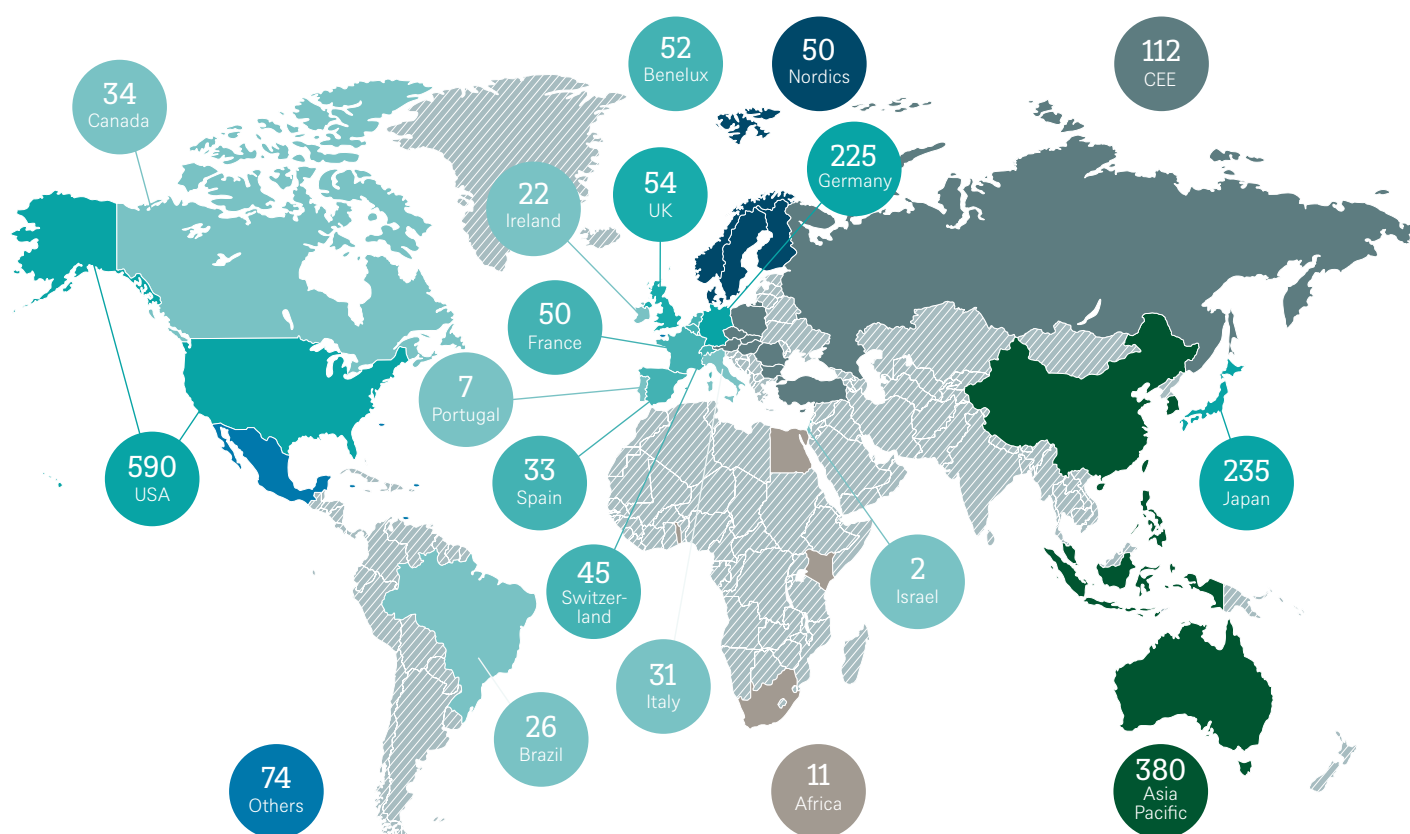 52
Benelux
50
Nordics
112
CEE
34
Canada
225
Germany
22
Ireland
54
UK
50
France
7
Portugal
590
USA
33
Spain
235
Japan
45
Switzer-
land
2
Israel
31
Italy
26
Brazil
74
Others
11
Africa
380
Asia
Pacific